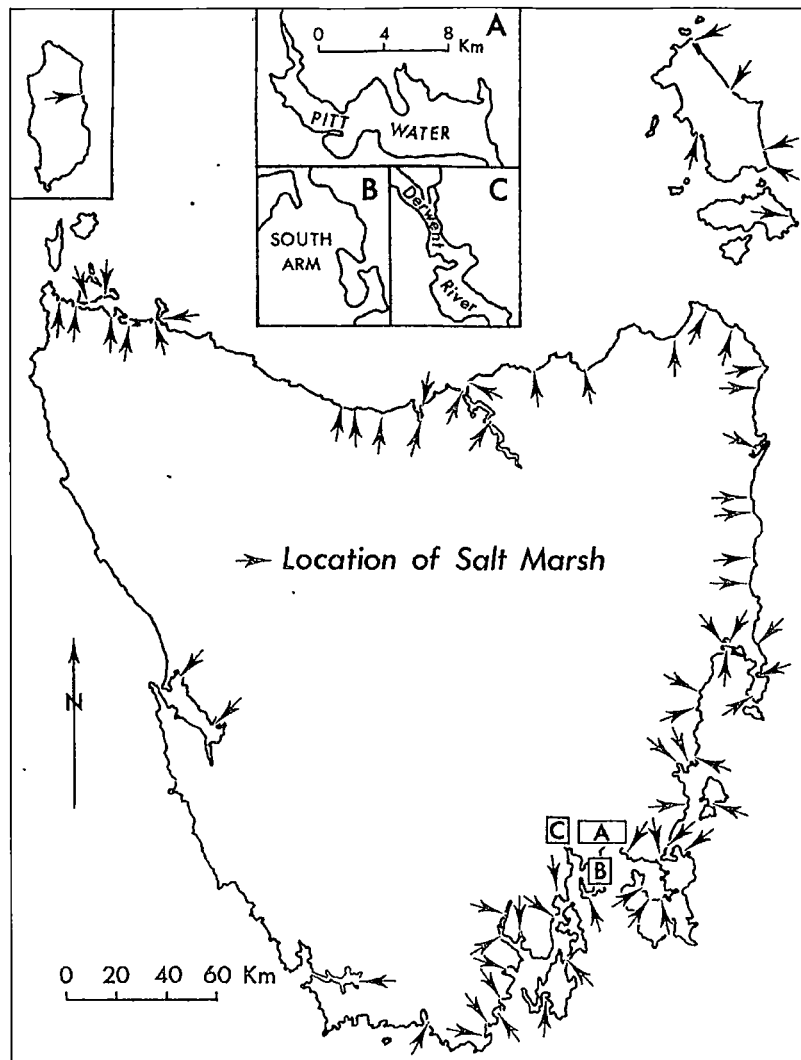 A
0 4 8
Km
PITT
WATER
B
SOUTH
ARM
C
Derwent
River
Location of Salt Marsh
N
C
A
B
0 20 40 60 Km